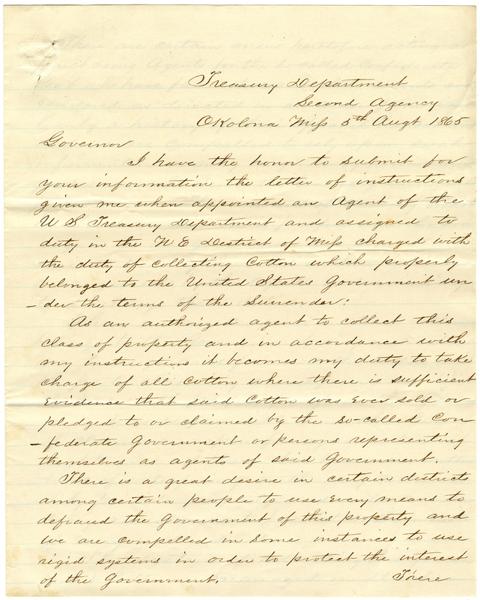 Treasury Department
Second Agency
Okolona Miss 5th Augt 1865
Governor
I have the honor to submit for
your information the letter of instructions
given me when appointed an Agent of the
U S Treasury Department and assigned to
duty in the N E District of Miss charged with
the duty of collecting Cotton which properly
belonged to the United States Government un-
-der the terms of the Surrender:
As an authorized agent to collect this
class of property and in accordance with
my instructions it becomes my duty to take
charge of all Cotton where there is sufficient
Evidence that said Cotton was Ever sold or
pledged to or claimed by the so-called Con-
-federate Government or persons representing
themselves as agents of said Government.
There is a great desire in certain districts
among certain people to use Every means to
defraud the Government of this property and
we are compelled in some instances to use
rigid systems in order to protect the interest
of the Government. There